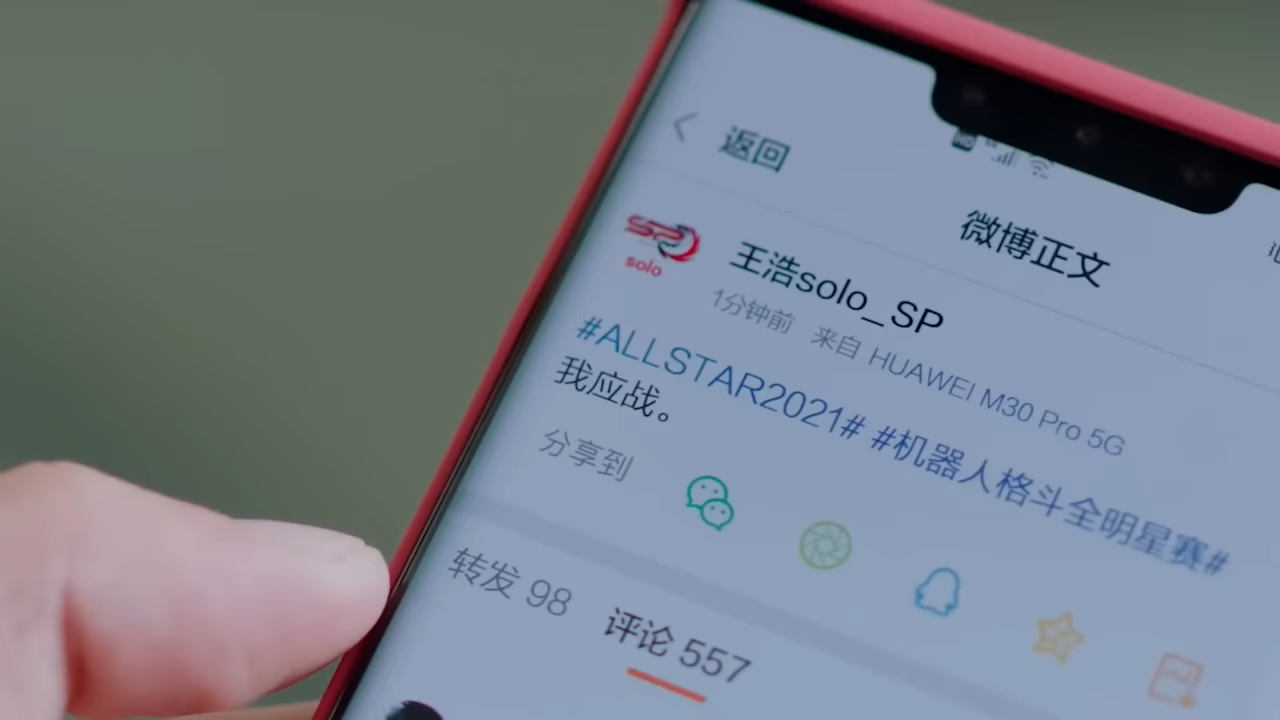 返回
微博正文
SP
solo
王浩solo_SP
1分钟前 来自 HUAWEI M30 Pro 5G
#ALLSTAR2021# #机器人格斗全明星赛#
我应战。
分享到
转发 98 评论 557